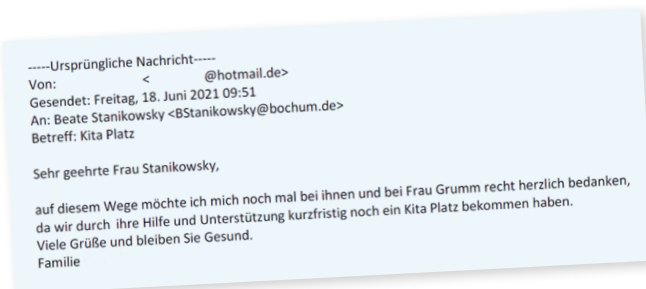 -----Ursprüngliche Nachricht-----
Von: < @hotmail.de>
Gesendet: Freitag, 18. Juni 2021 09:51
An: Beate Stanikowsky <BStanikowsky@bochum.de>
Betreff: Kita Platz
Sehr geehrte Frau Stanikowsky,
auf diesem Wege möchte ich mich noch mal bei ihnen und bei Frau Grumm recht herzlich bedanken,
da wir durch ihre Hilfe und Unterstützung kurzfristig noch ein Kita Platz bekommen haben.
Viele Grüße und bleiben Sie Gesund.
Familie